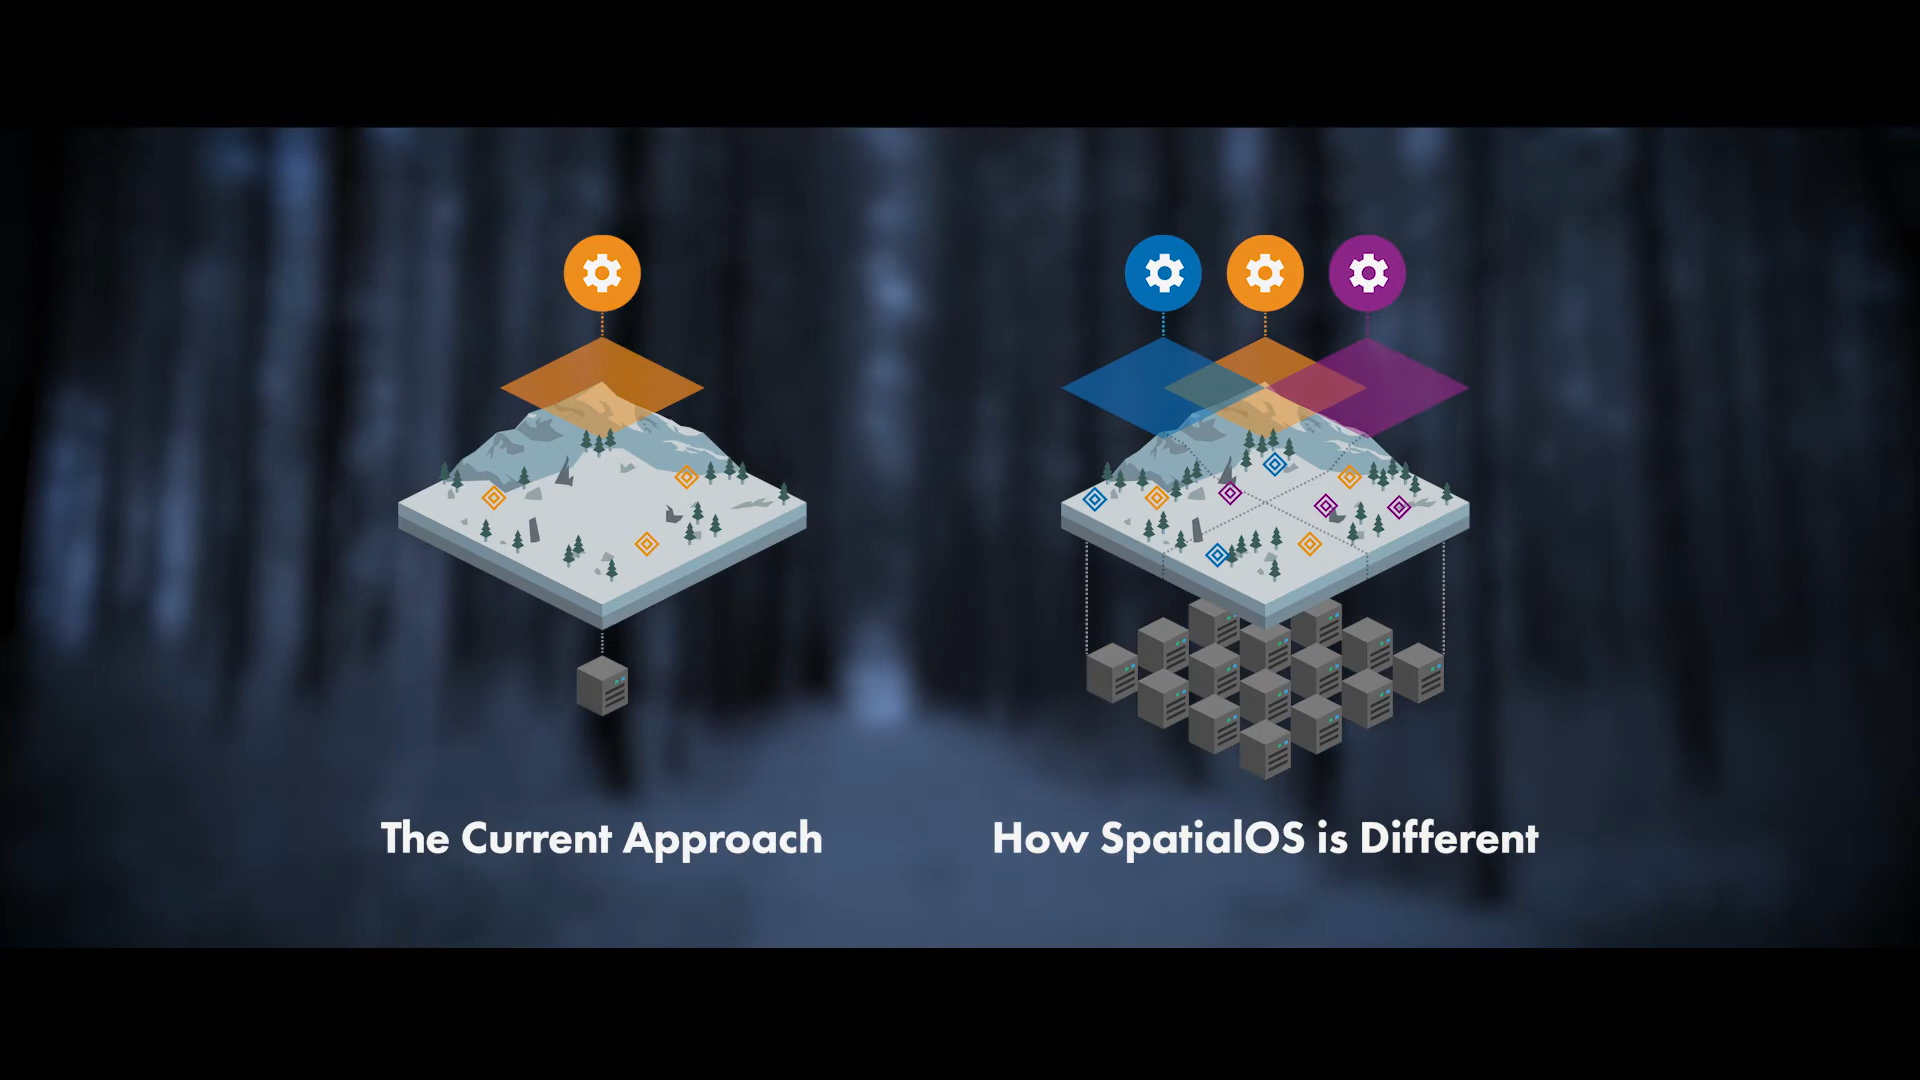 The Current Approach
How SpatialOS is Different